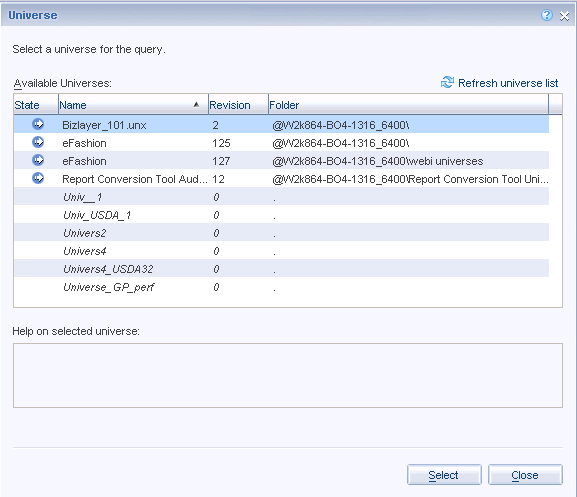 Universe
Select a universe for the query.
Available Universes: Refresh universe list
State Name Revision Folder
Bizlayer_101.unx 2 @W2k864-BO4-1316_6400\
eFashion 125 @W2k864-BO4-1316_6400\
eFashion 127 @W2k864-BO4-1316_6400\webi universes
Report Conversion Tool Aud... 12 @W2k864-BO4-1316_6400\Report Conversion Tool Uni...
Univ__1 0 .
Univ_USDA_1 0 .
Univers2 0 .
Univers4 0 .
Univers4_USDA32 0 .
Universe_GP_perf 0 .
Help on selected universe:
Select Close